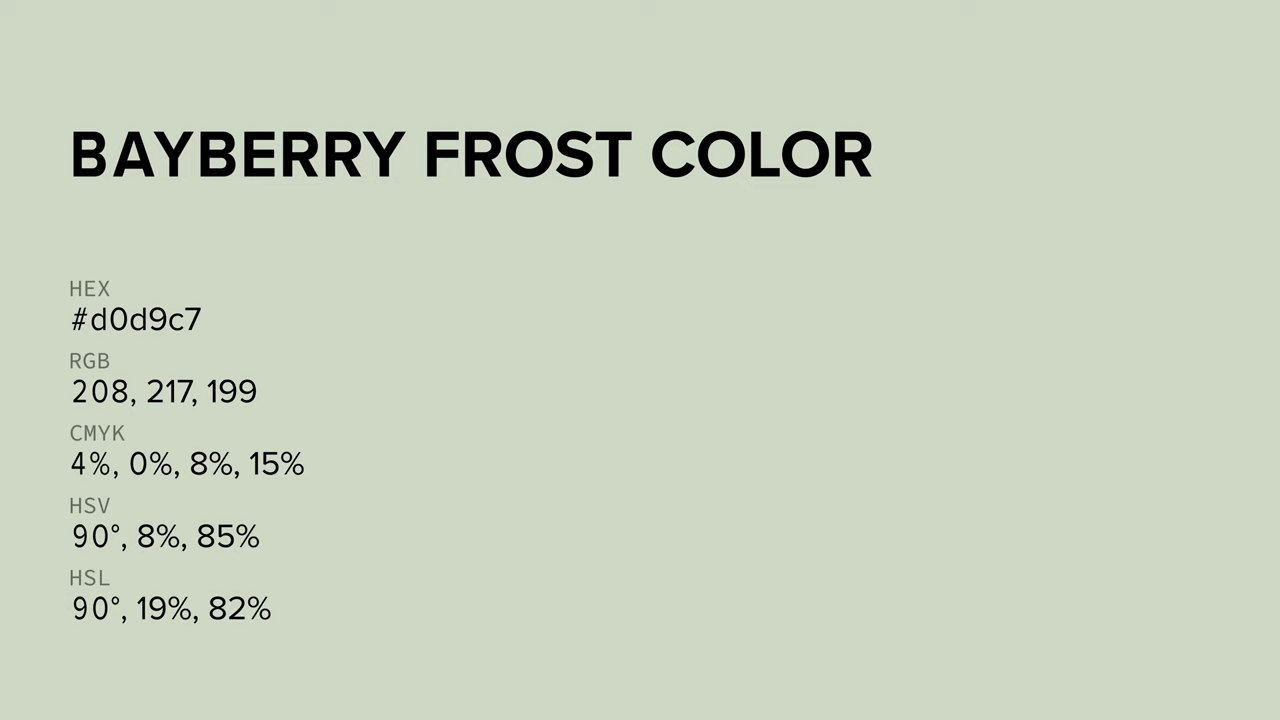 BAYBERRY FROST COLOR
HEX
#d0d9c7
RGB
208, 217, 199
CMYK
4%, 0%, 8%, 15%
HSV
90°, 8%, 85%
HSL
90°, 19%, 82%